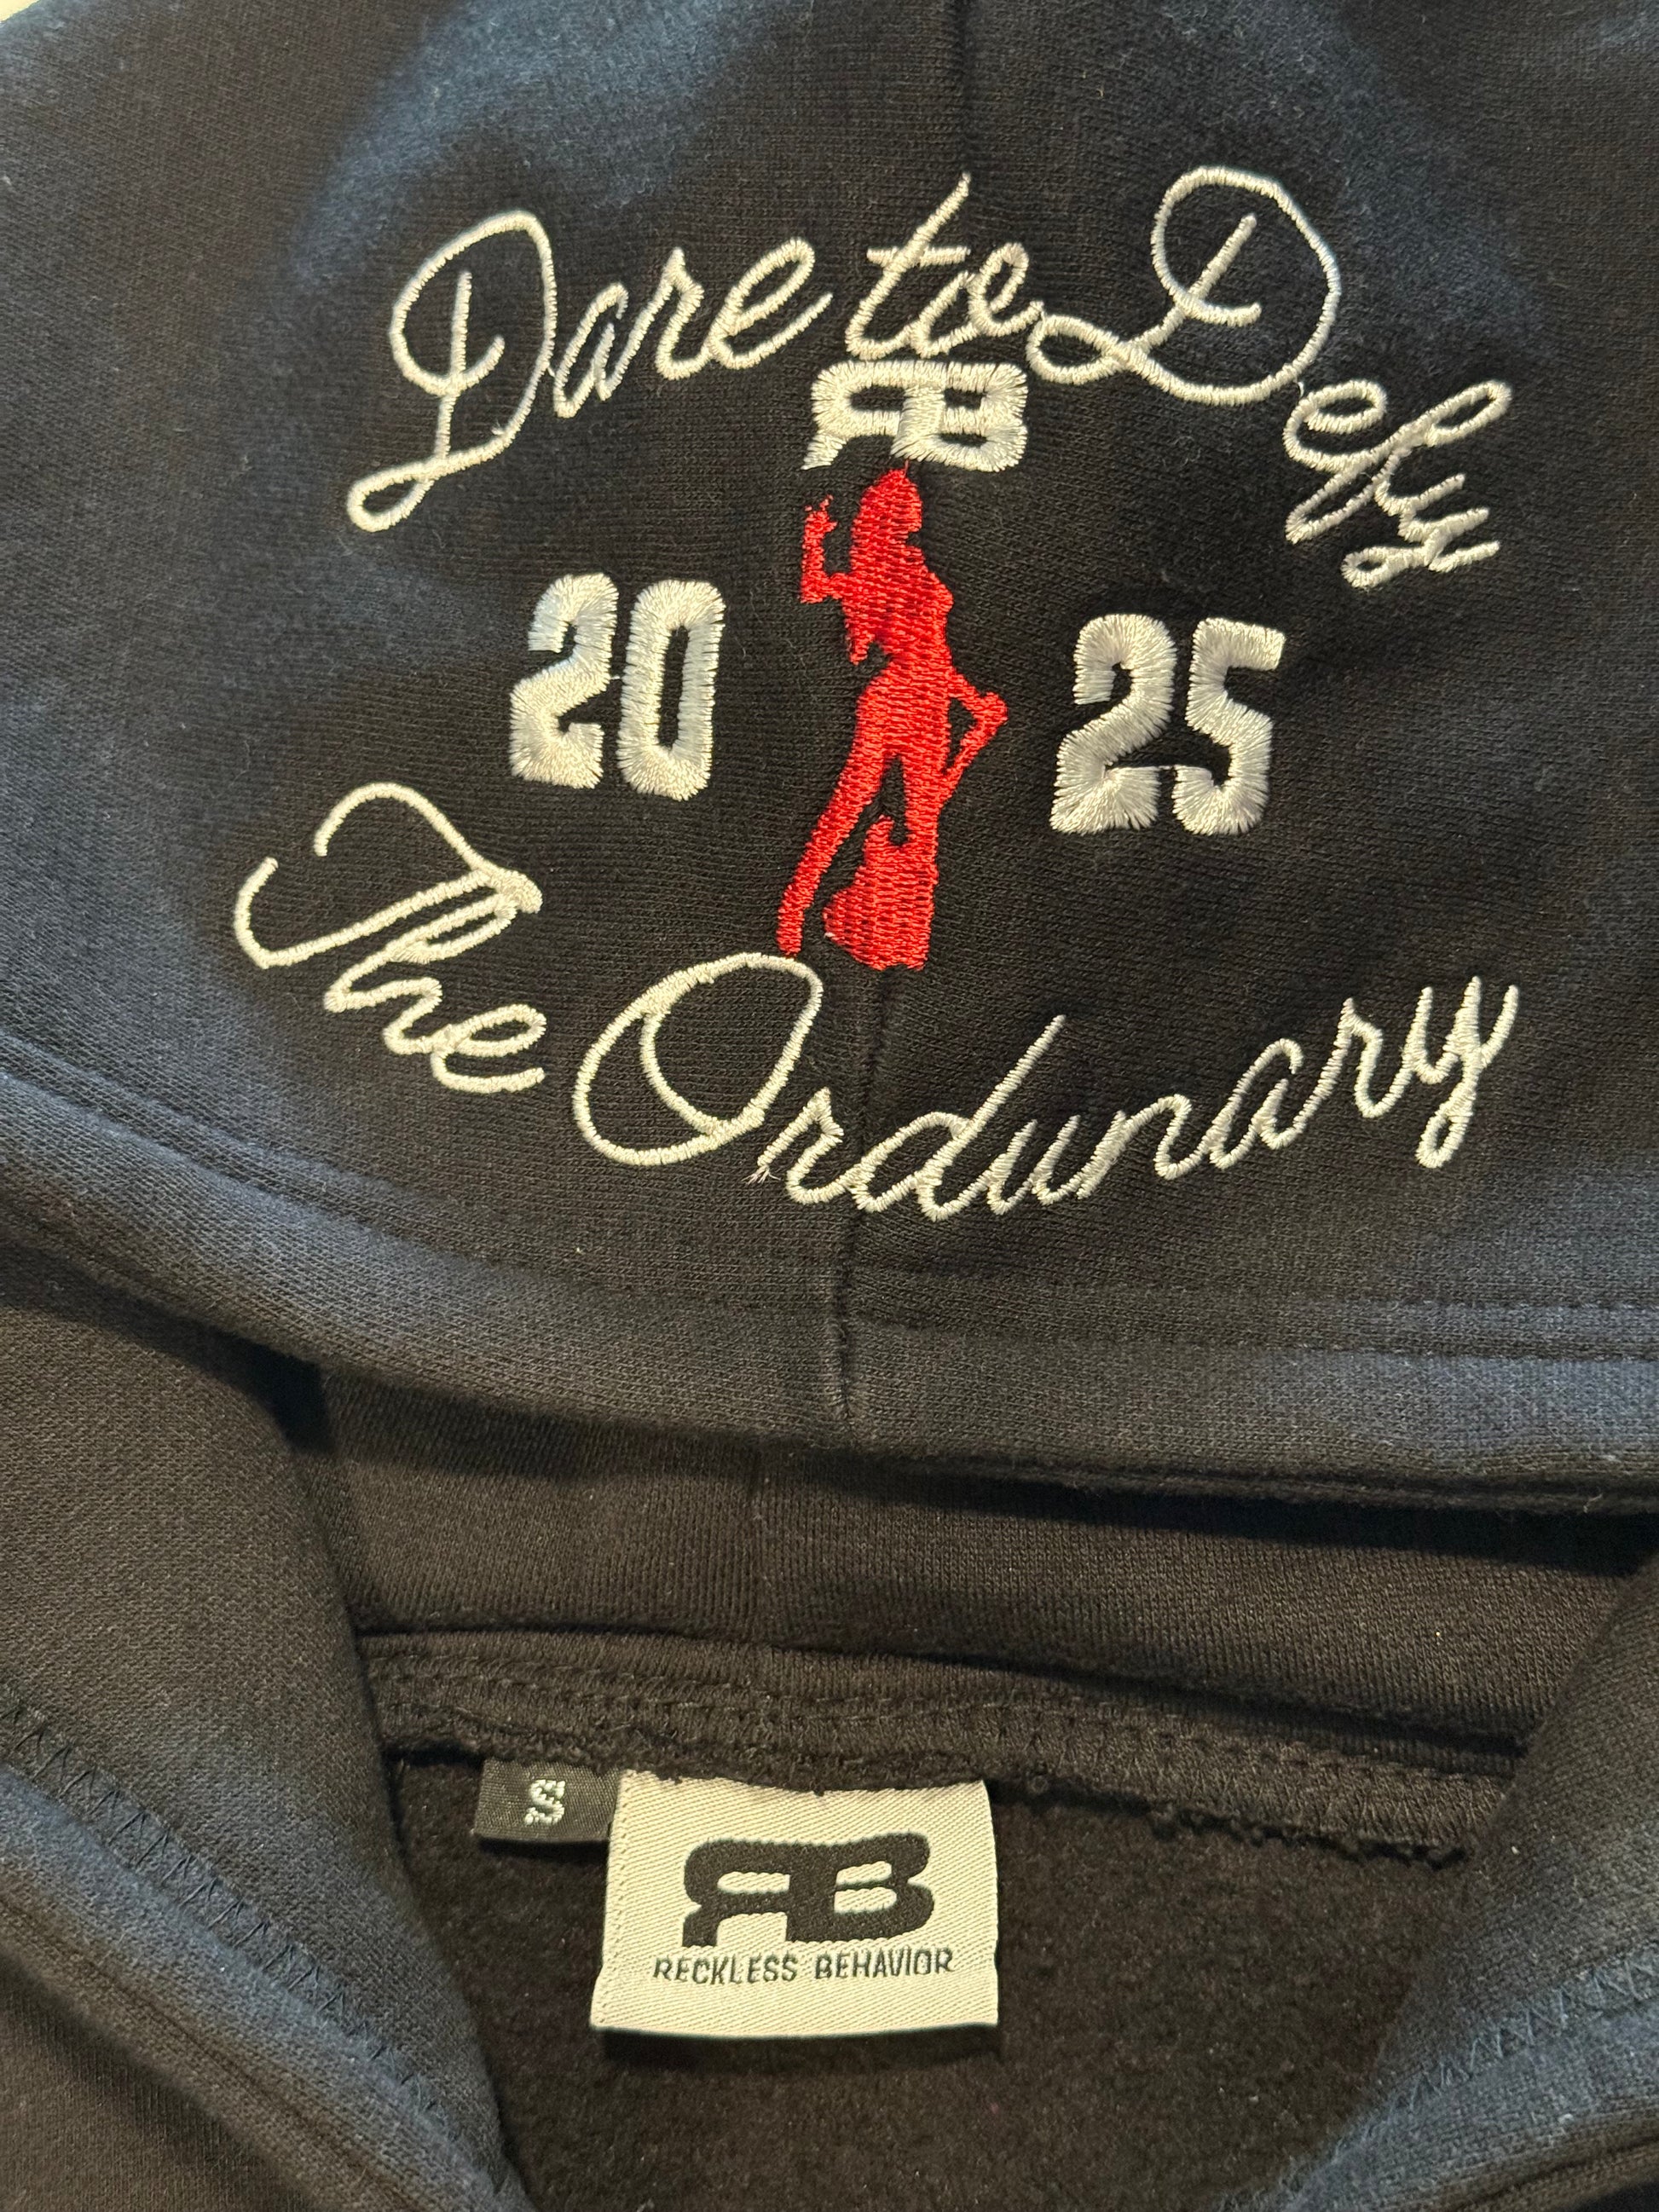 Dare to Defy
RB
20 25
The Ordunary
S
RB
RECKLESS BEHAVIOR